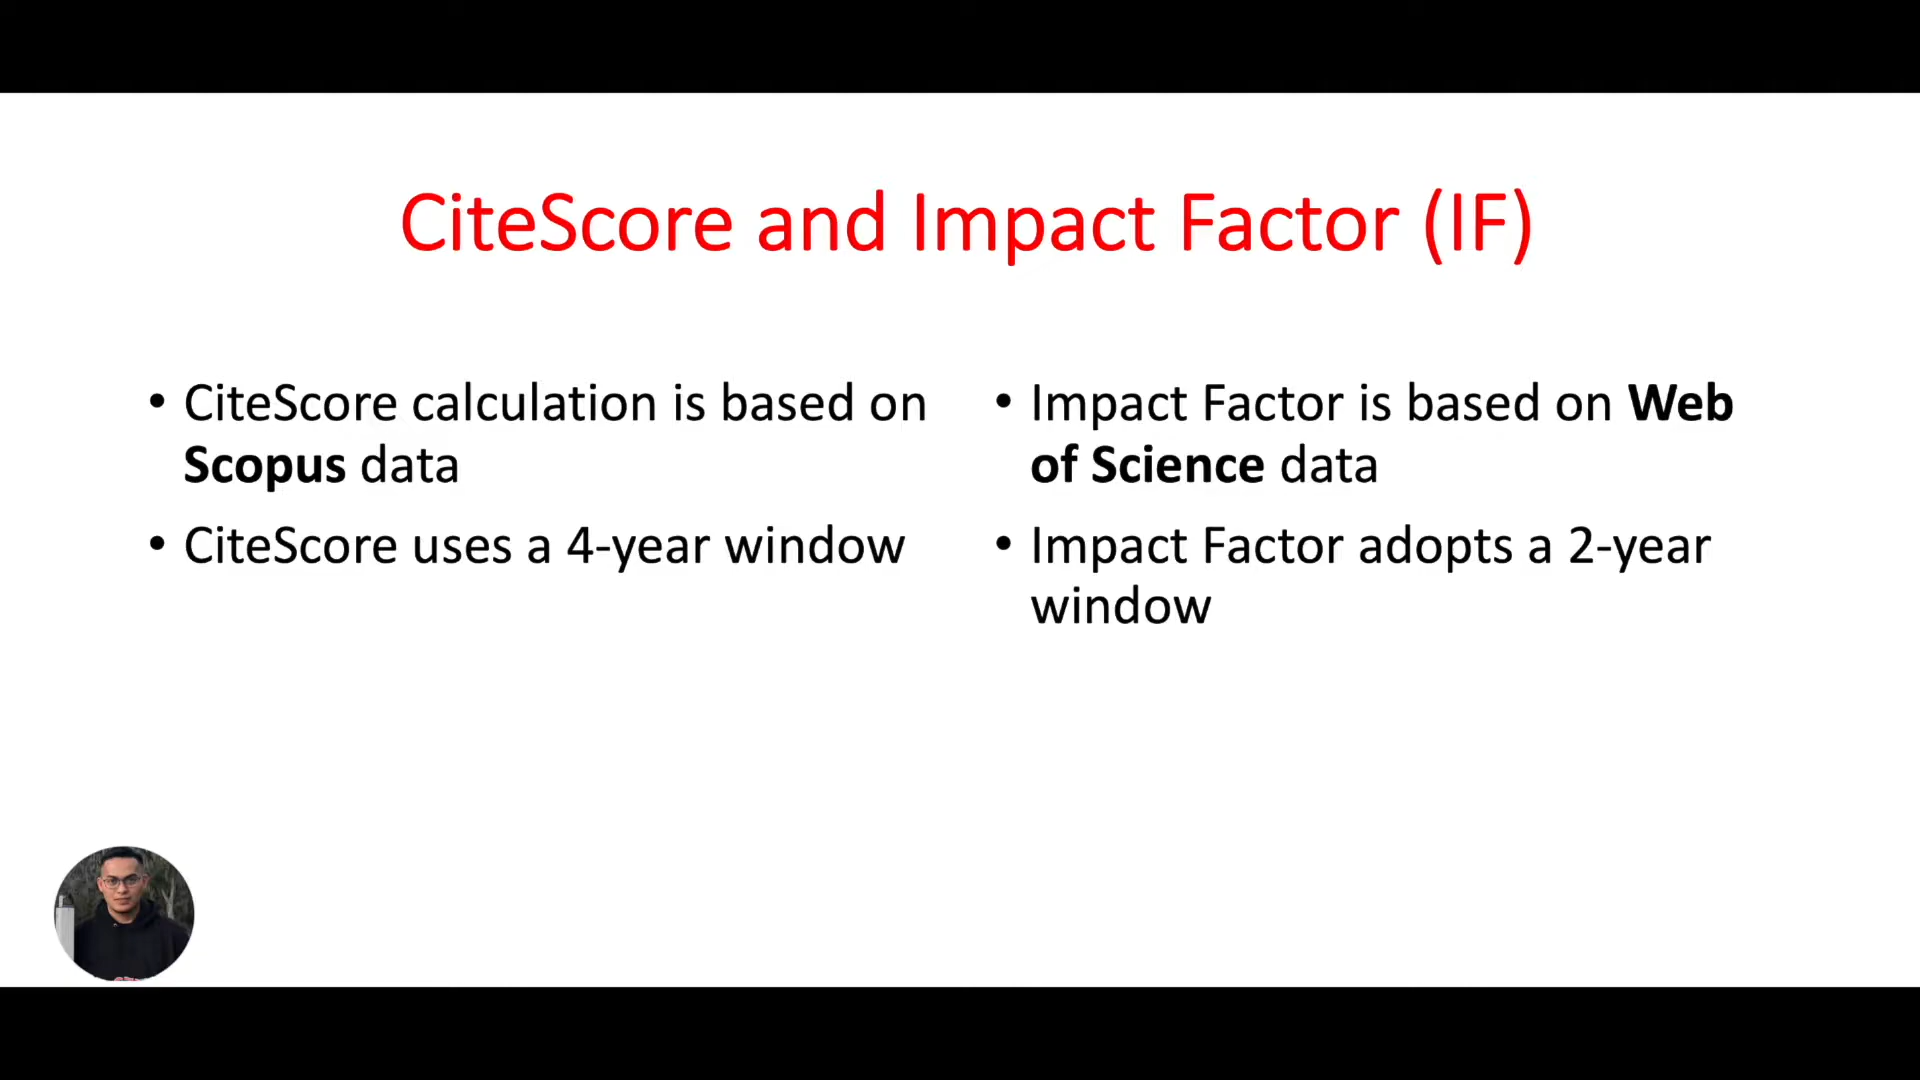 CiteScore and Impact Factor (IF)
• CiteScore calculation is based on
Scopus data
• CiteScore uses a 4-year window
• Impact Factor is based on Web
of Science data
• Impact Factor adopts a 2-year
window